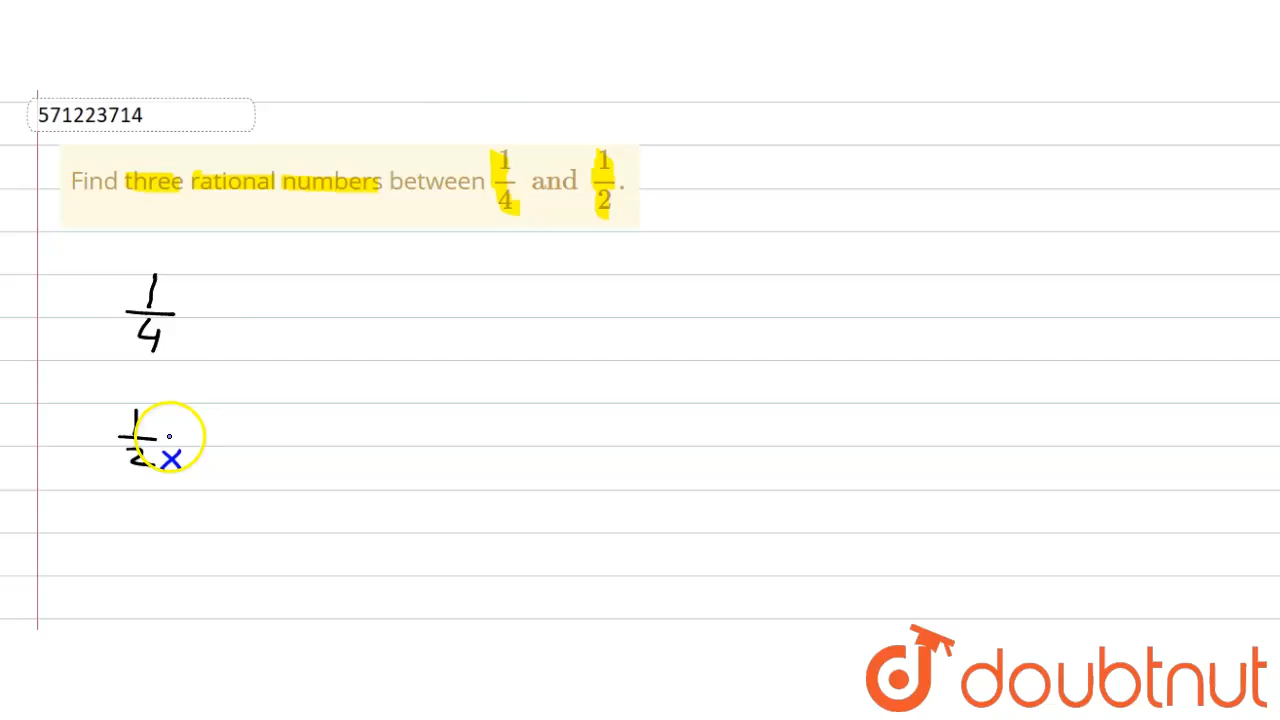 571223714
Find three rational numbers between 1/4 and 1/2.
1/4
1/2 ×
doubtnut